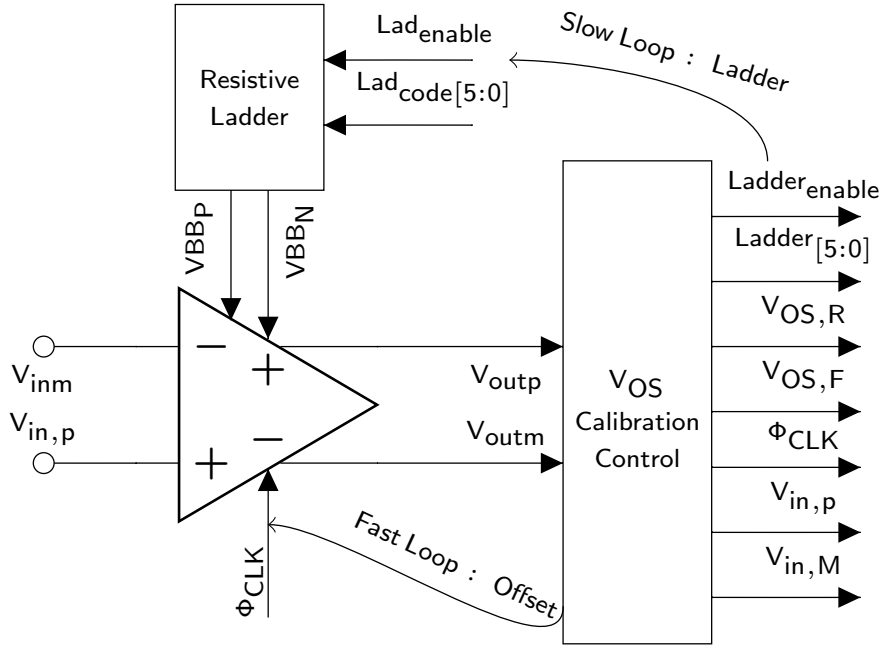 Lad_enable
Slow Loop : Ladder
Resistive
Ladder
Lad_code[5:0]
VBB_P
VBB_N
Ladder_enable
Ladder_[5:0]
V_OS,R
V_inm
V_outp
V_OS
Calibration
Control
V_OS,F
V_in,p
V_outm
Φ_CLK
V_in,p
Fast Loop : Offset
V_in,M
Φ_CLK
− + − +